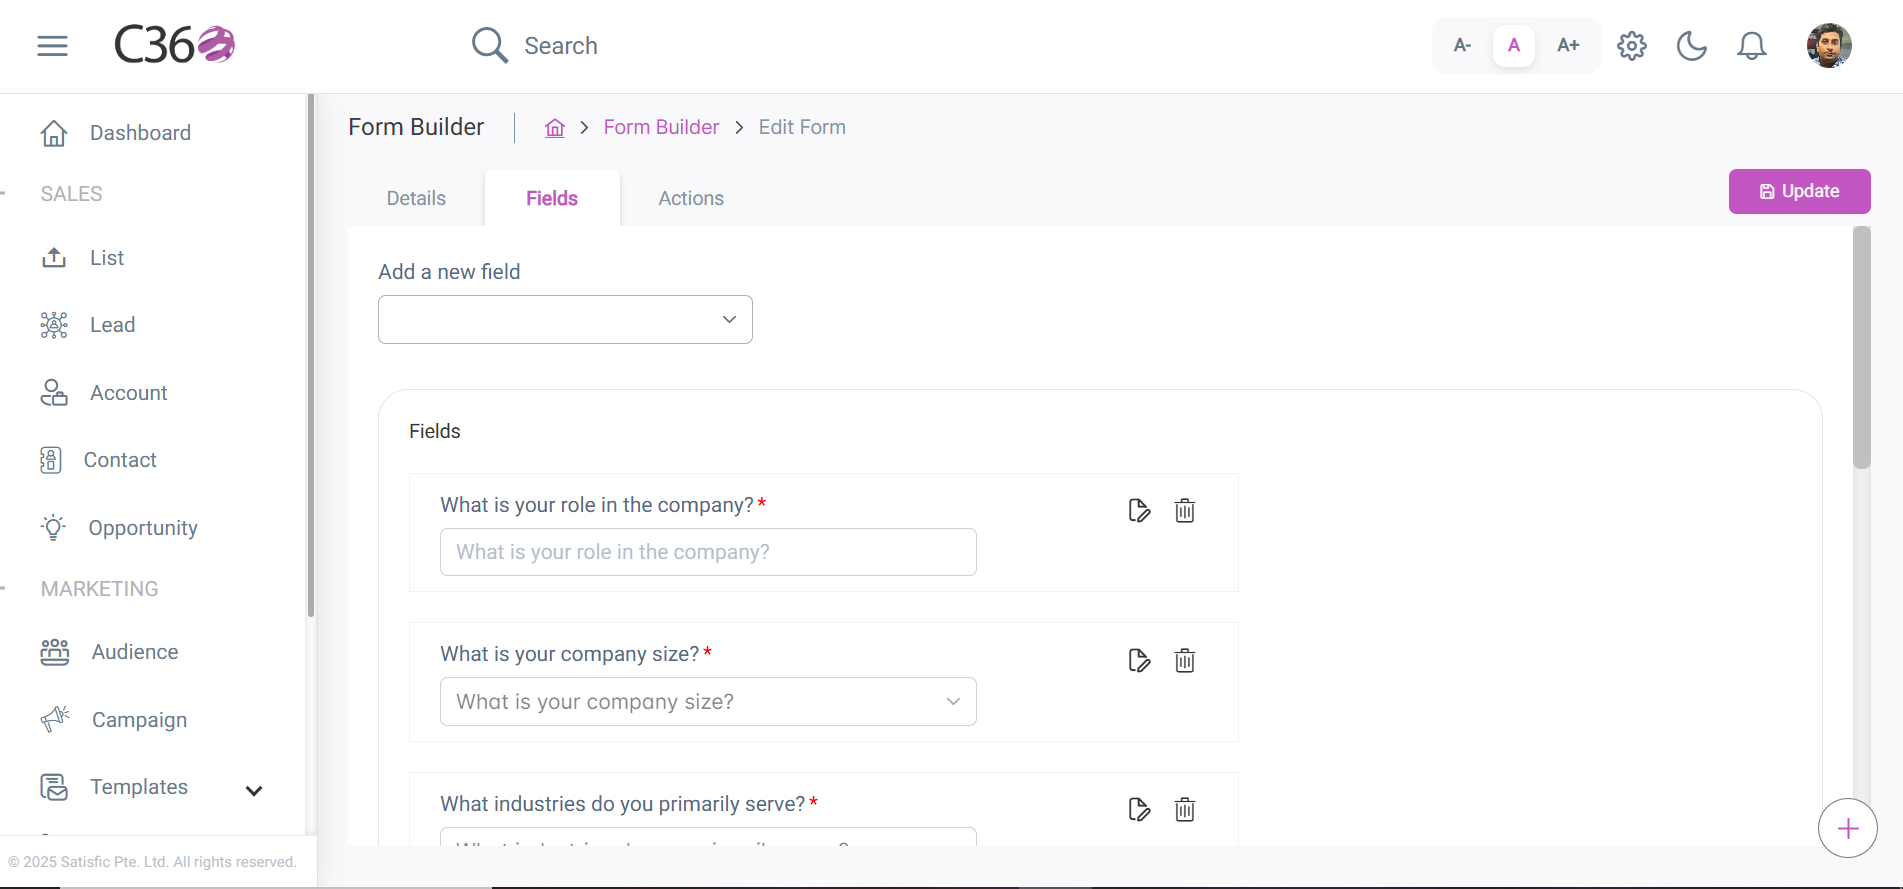 C360
Search
A- A A+
Dashboard
SALES
List
Lead
Account
Contact
Opportunity
MARKETING
Audience
Campaign
Templates
© 2025 Satisfic Pte. Ltd. All rights reserved.
Form Builder
Form Builder > Edit Form
Details Fields Actions
Update
Add a new field
Fields
What is your role in the company? *
What is your role in the company?
What is your company size? *
What is your company size?
What industries do you primarily serve? *